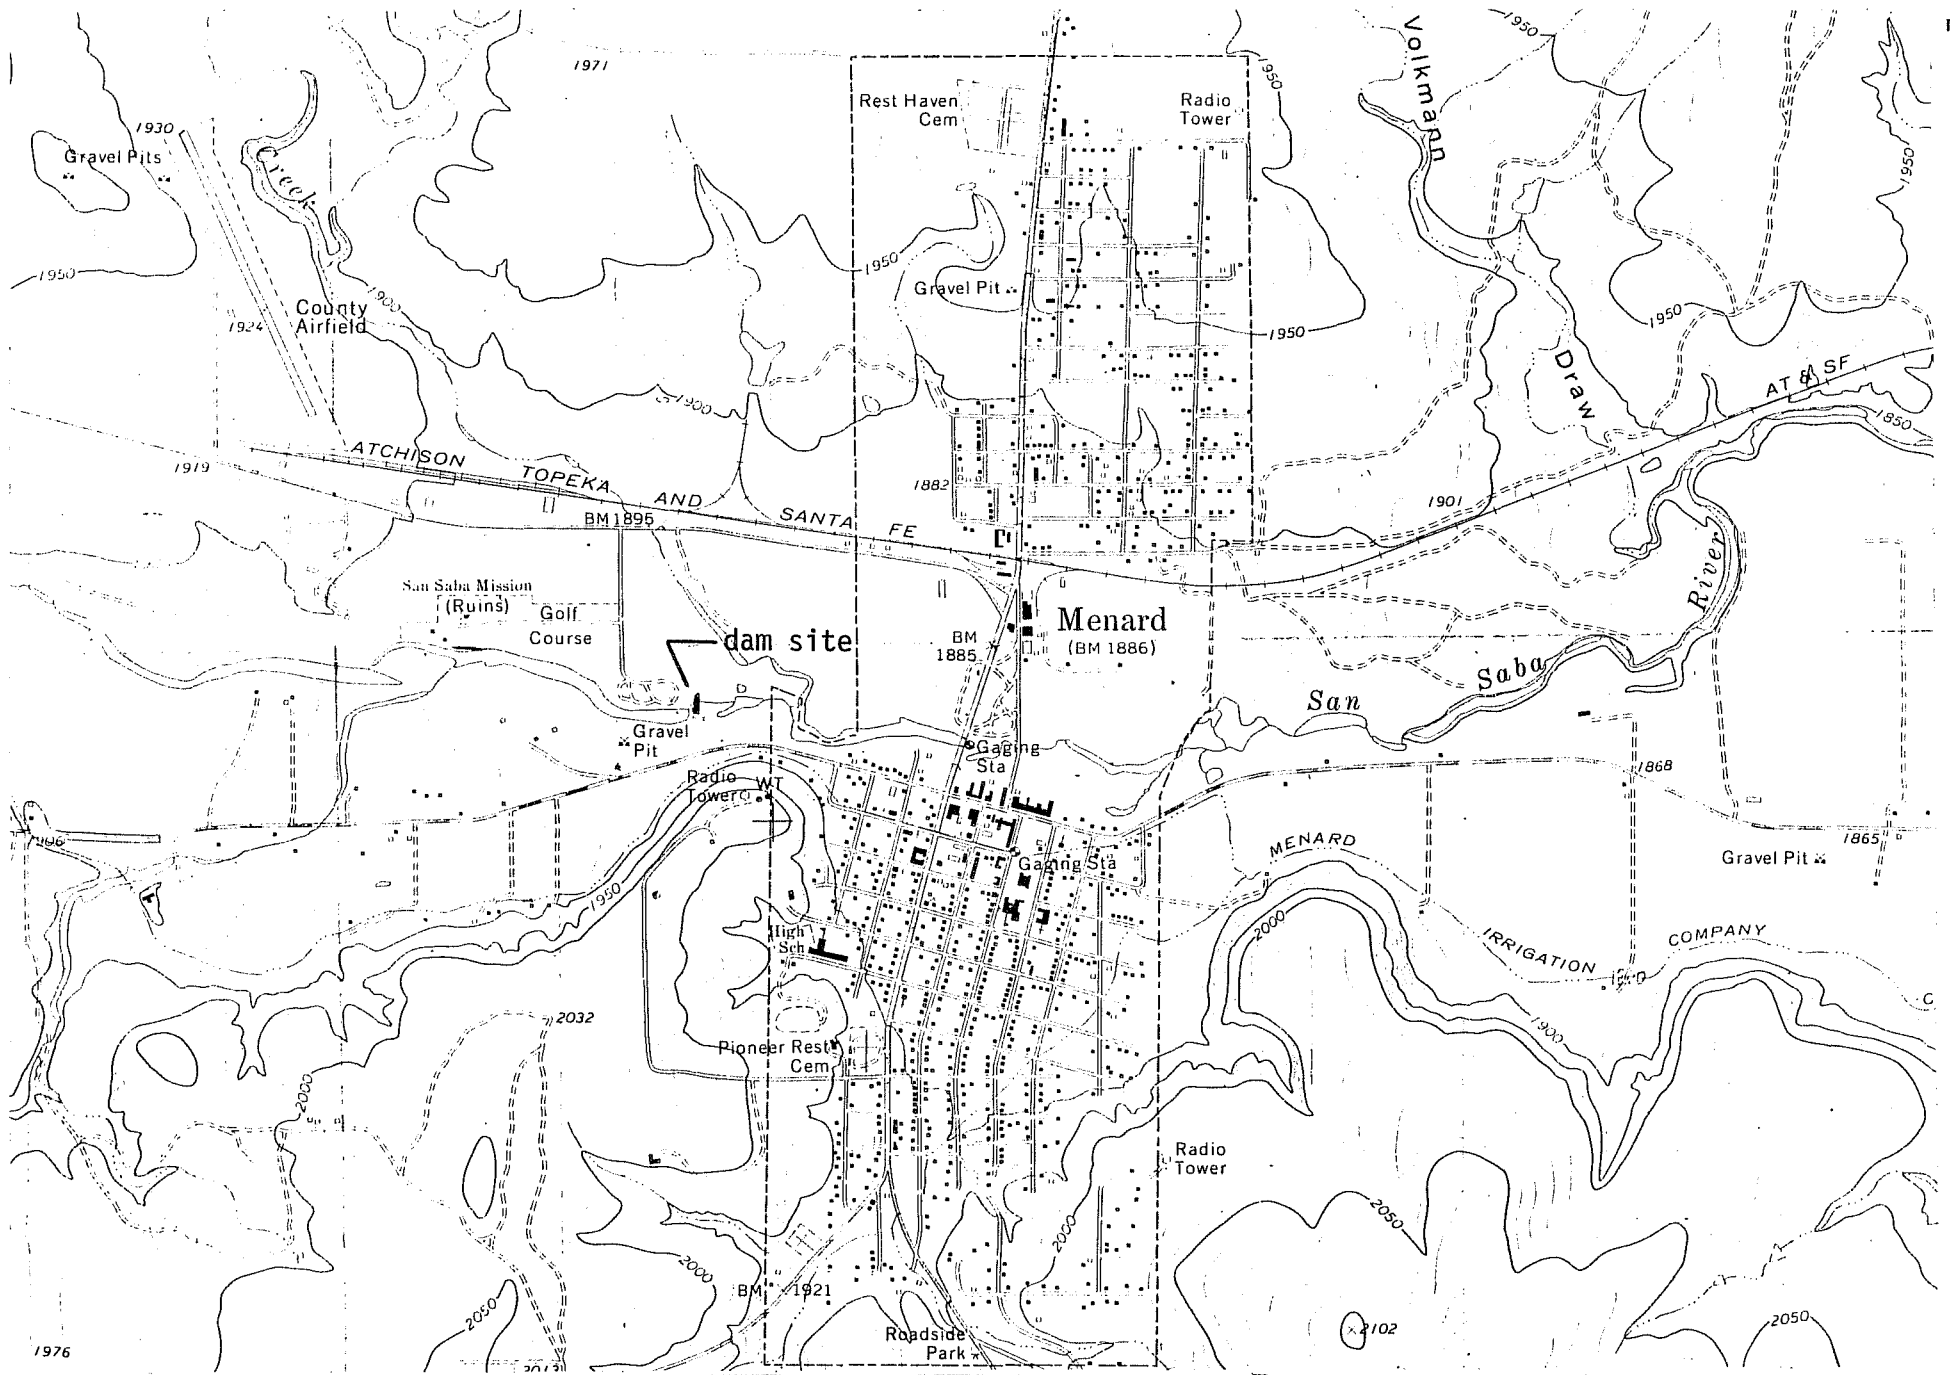 1950
1971
1950
Volkmann
Rest Haven
Cem
Radio
Tower
1930
Gravel Pits
Creek
1950
1950
1950
1900
County
Airfield
1924
Gravel Pit
1950
1950
Draw
AT & SF
1900
1850
1919
ATCHISON TOPEKA AND SANTA FE
1882
1901
BM 1895
San Saba Mission
(Ruins)
Golf
Course
dam site
BM
1885
Menard
(BM 1886)
San Saba River
Gravel
Pit
Gaging
Sta
1868
Radio
Tower
WT
1906
1865
MENARD
Gaging Sta
Gravel Pit
1950
2000
High
Sch
IRRIGATION COMPANY
2032
1900
Pioneer Rest
Cem
2000
Radio
Tower
2050
2000
2000
BM 1921
2050
2050
Roadside
Park
2102
1976
2013